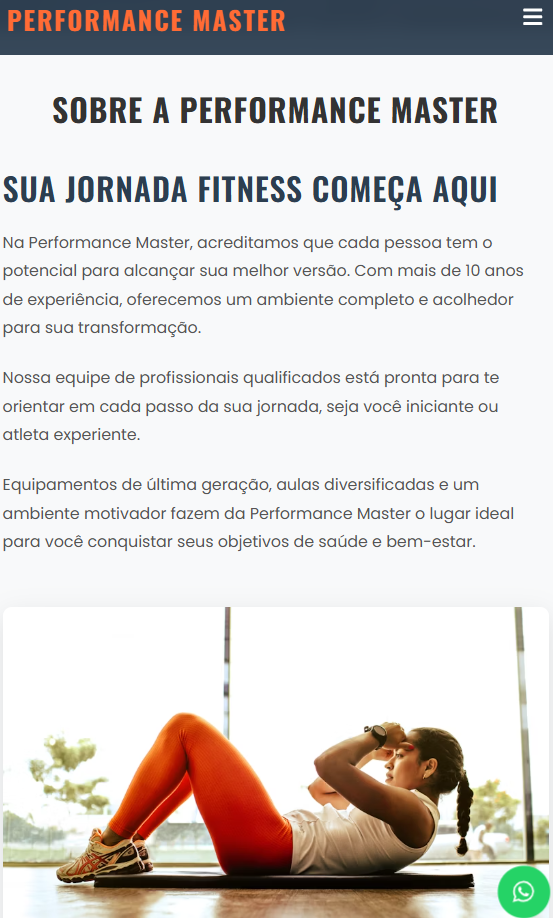 PERFORMANCE MASTER
SOBRE A PERFORMANCE MASTER
SUA JORNADA FITNESS COMEÇA AQUI
Na Performance Master, acreditamos que cada pessoa tem o
potencial para alcançar sua melhor versão. Com mais de 10 anos
de experiência, oferecemos um ambiente completo e acolhedor
para sua transformação.
Nossa equipe de profissionais qualificados está pronta para te
orientar em cada passo da sua jornada, seja você iniciante ou
atleta experiente.
Equipamentos de última geração, aulas diversificadas e um
ambiente motivador fazem da Performance Master o lugar ideal
para você conquistar seus objetivos de saúde e bem-estar.